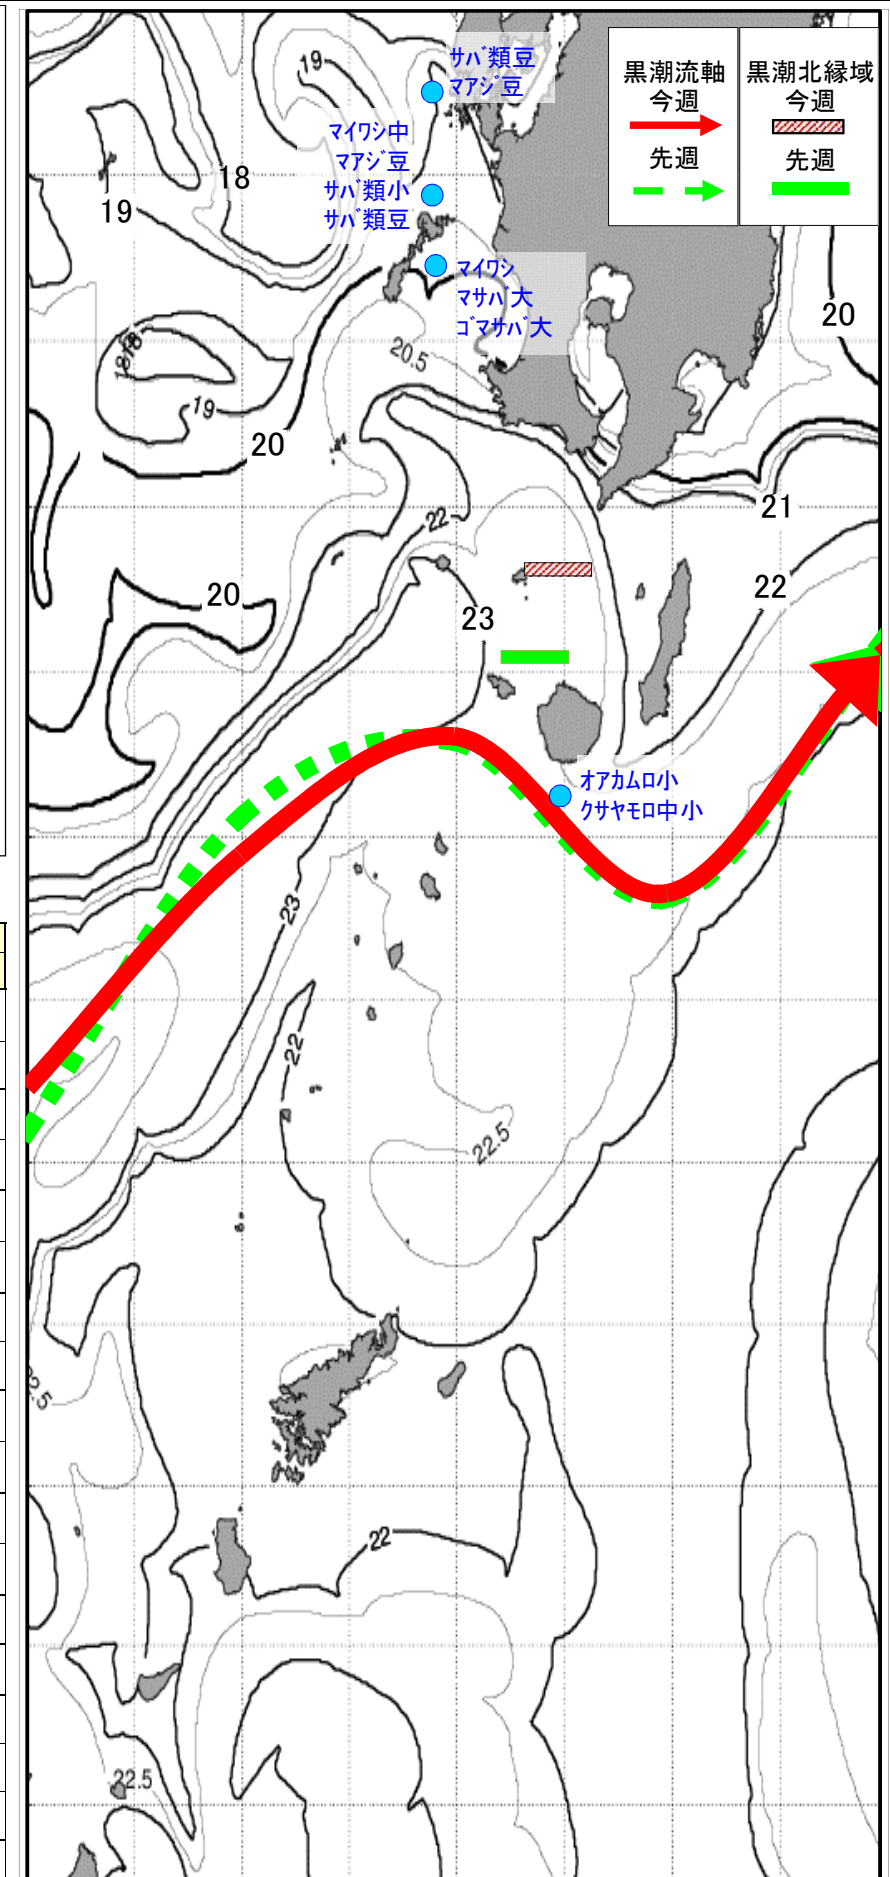 サバ類豆
マアジ豆
マイワシ中
マアジ豆
サバ類小
サバ類豆
マイワシ
マサバ大
ゴマサバ大
黒潮流軸
今週
先週
黒潮北縁域
今週
先週
19
18
19
20
20.5
18
18
19
20
21
22
20
22
23
オアカムロ小
クサヤモロ中小
23
22
22.5
22
22.5